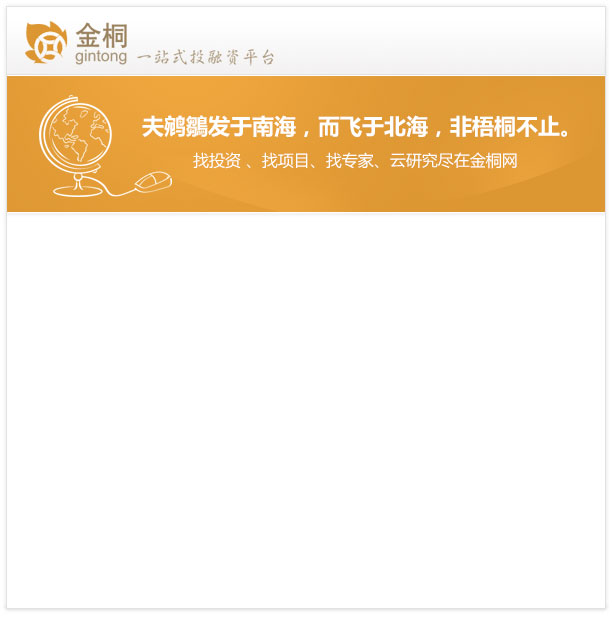 金桐
gintong
一站式投融资平台
夫鹓鶵发于南海，而飞于北海，非梧桐不止。
找投资 、找项目、找专家、云研究尽在金桐网